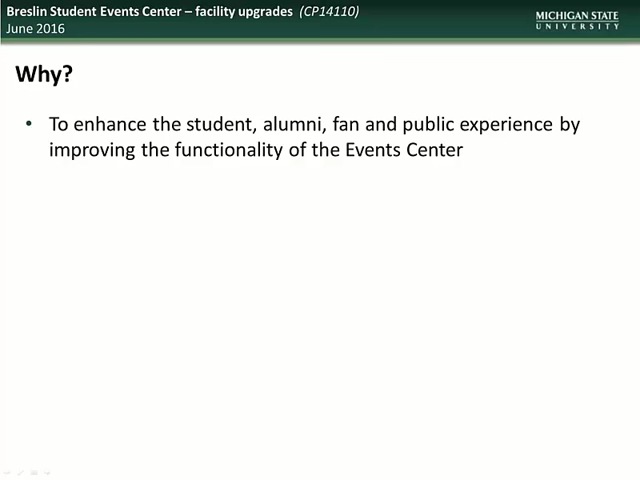 Breslin Student Events Center – facility upgrades (CP14110)
June 2016
MICHIGAN STATE
UNIVERSITY
Why?
• To enhance the student, alumni, fan and public experience by
improving the functionality of the Events Center